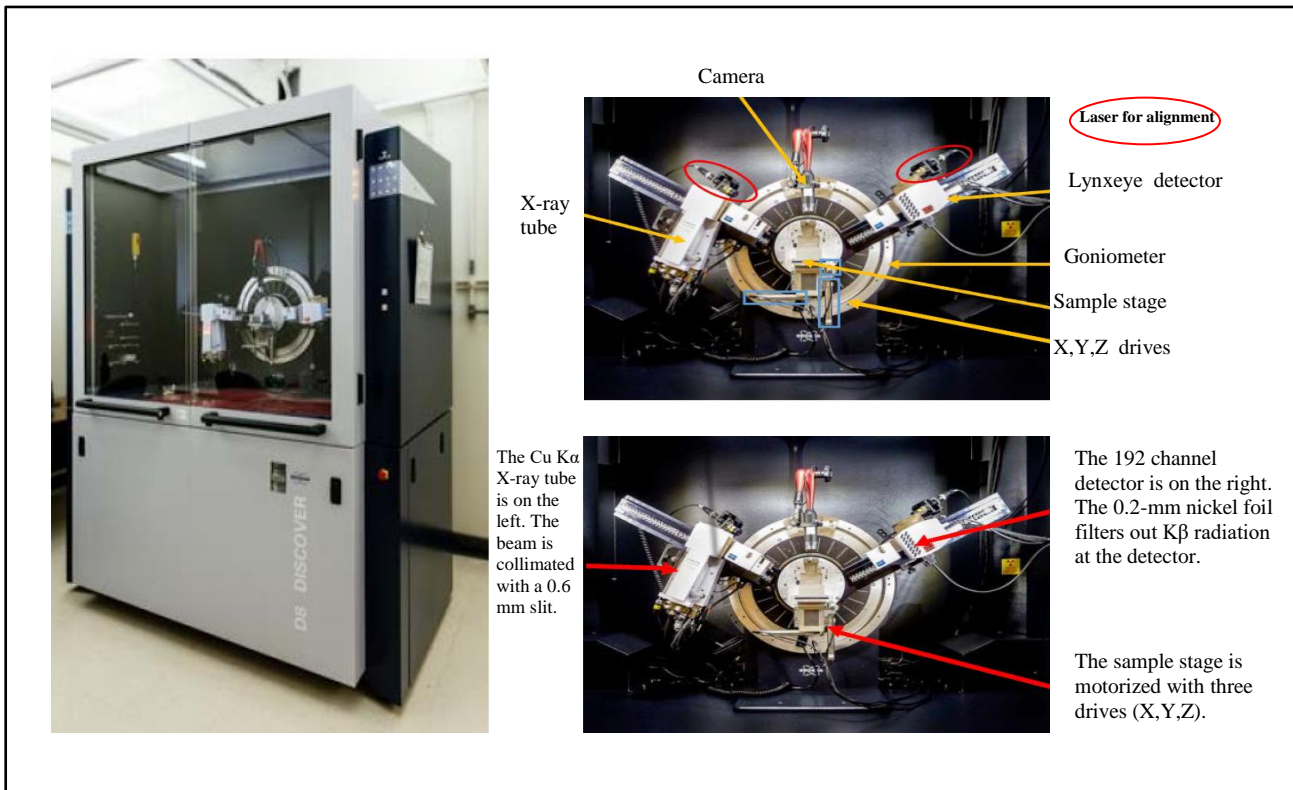 Camera
Laser for alignment
Lynxeye detector
X-ray
tube
Goniometer
Sample stage
X,Y,Z drives
D8 DISCOVER
The Cu Kα
X-ray tube
is on the
left. The
beam is
collimated
with a 0.6
mm slit.
The 192 channel
detector is on the right.
The 0.2-mm nickel foil
filters out Kβ radiation
at the detector.
The sample stage is
motorized with three
drives (X,Y,Z).